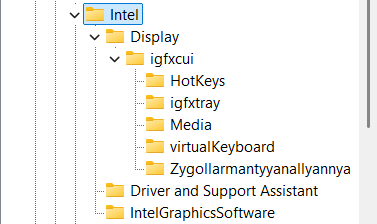 Intel
Display
igfxcui
HotKeys
igfxtray
Media
virtualKeyboard
Zygollarmantyyanallyannya
Driver and Support Assistant
IntelGraphicsSoftware